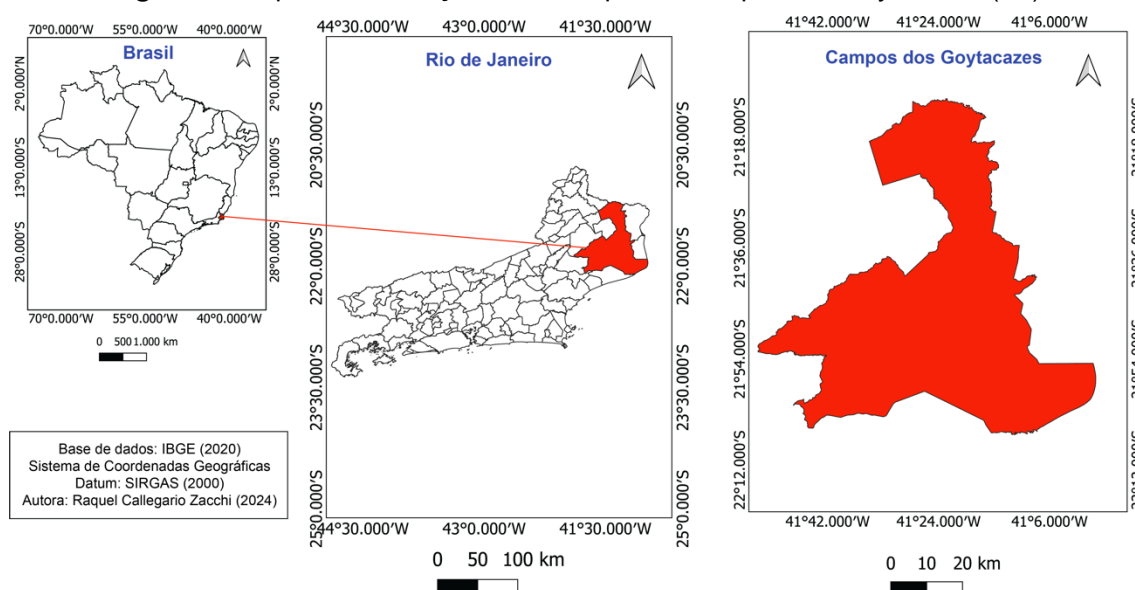 70°0.000'W 55°0.000'W 40°0.000'W
Brasil
2°0.000'N
13°0.000'S
28°0.000'S
2°0.000'N
13°0.000'S
28°0.000'S
70°0.000'W 55°0.000'W 40°0.000'W
0 500 1.000 km
Base de dados: IBGE (2020)
Sistema de Coordenadas Geográficas
Datum: SIRGAS (2000)
Autora: Raquel Callegario Zacchi (2024)
44°30.000'W 43°0.000'W 41°30.000'W
Rio de Janeiro
20°30.000'S
22°0.000'S
23°30.000'S
25°0.000'S
20°30.000'S
22°0.000'S
23°30.000'S
25°0.000'S
44°30.000'W 43°0.000'W 41°30.000'W
0 50 100 km
41°42.000'W 41°24.000'W 41°6.000'W
Campos dos Goytacazes
21°18.000'S
21°36.000'S
21°54.000'S
22°12.000'S
41°42.000'W 41°24.000'W 41°6.000'W
0 10 20 km